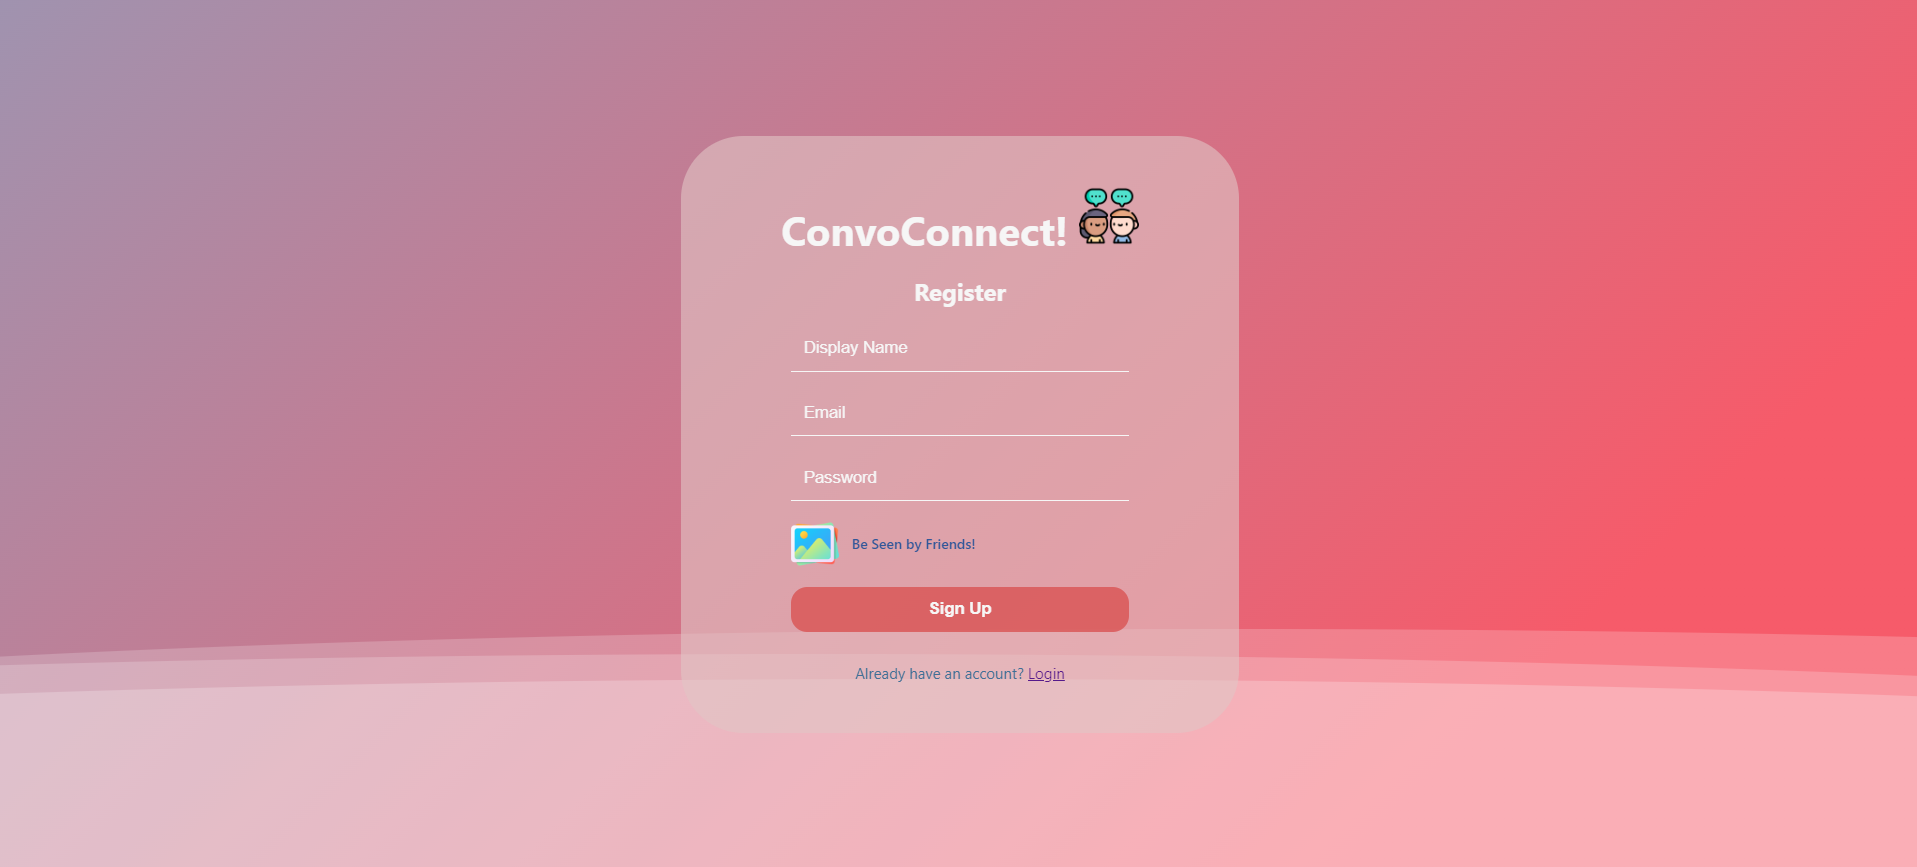 ConvoConnect!
Register
Display Name
Email
Password
Be Seen by Friends!
Sign Up
Already have an account? Login